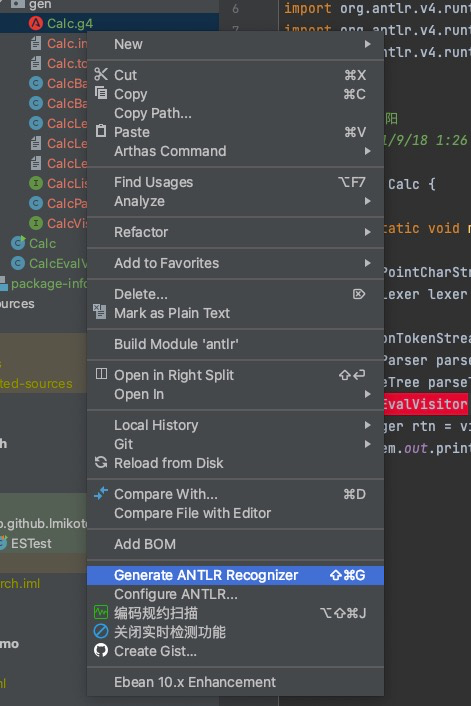 gen
Calc.g4
Calc.in
Calc.to
CalcBa
CalcBa
CalcLe
CalcLe
CalcLe
CalcLis
CalcPa
CalcVis
Calc
CalcEvalV
package-info
ources
s
ted-sources
h
o.github.lmikoto
ESTest
rch.iml
mo
ml
New
Cut ⌘X
Copy ⌘C
Copy Path...
Paste ⌘V
Arthas Command
Find Usages ⌥F7
Analyze
Refactor
Add to Favorites
Delete... ⌦
Mark as Plain Text
Build Module 'antlr'
Open in Right Split ⇧⏎
Open In
Local History
Git
Reload from Disk
Compare With... ⌘D
Compare File with Editor
Add BOM
Generate ANTLR Recognizer ⇧⌘G
Configure ANTLR...
编码规约扫描 ⌥⇧⌘J
关闭实时检测功能
Create Gist...
Ebean 10.x Enhancement
6 import org.antlr.v4.runt
7 import org.antlr.v4.runt
.antlr.v4.runt
阳
1/9/18 1:26
Calc {
tatic void m
PointCharStr
Lexer lexer
onTokenStrea
Parser parse
eTree parseT
EvalVisitor
ger rtn = vi
em.out.print